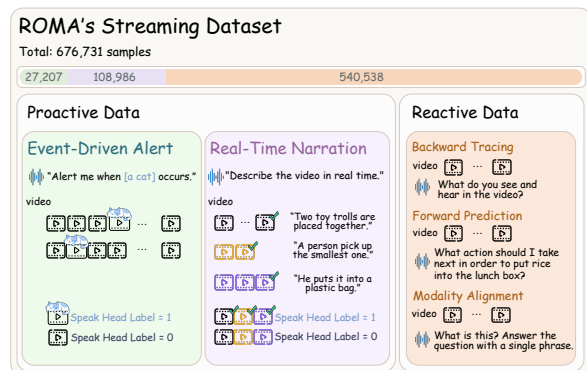 ROMA's Streaming Dataset
Total: 676,731 samples
27,207 108,986 540,538
Proactive Data
Event-Driven Alert
"Alert me when [a cat] occurs."
video
...
...
Speak Head Label = 1
Speak Head Label = 0
Real-Time Narration
"Describe the video in real time."
video
... "Two toy trolls are
placed together."
"A person pick up
the smallest one."
"He puts it into a
plastic bag."
Speak Head Label = 1
Speak Head Label = 0
Reactive Data
Backward Tracing
video ...
What do you see and
hear in the video?
Forward Prediction
video ...
What action should I take
next in order to put rice
into the lunch box?
Modality Alignment
video ...
What is this? Answer the
question with a single phrase.